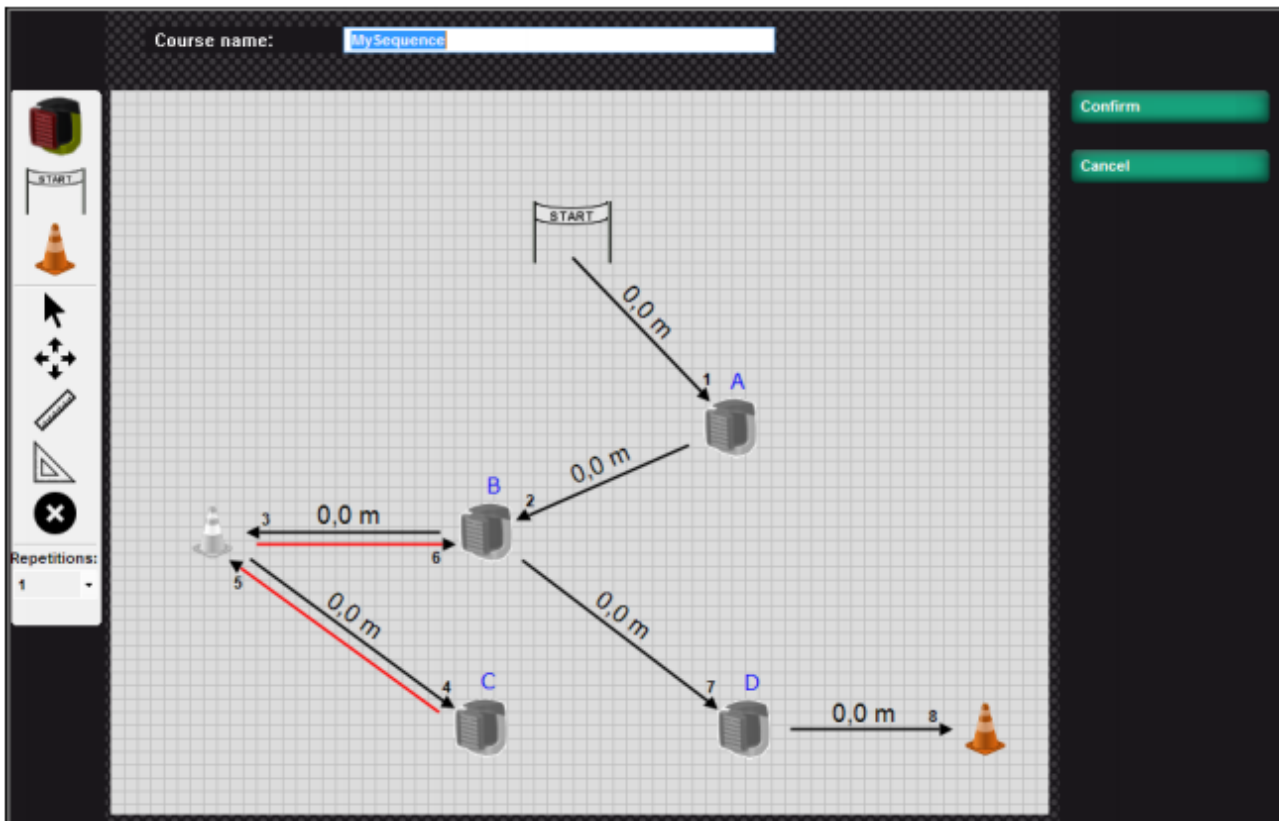 Course name: MySequence
Confirm
Cancel
START
START
0,0 m
1 A
0,0 m
B
2
3 0,0 m
6
5
0,0 m
0,0 m
4 C
7 D
0,0 m 8
Repetitions:
1